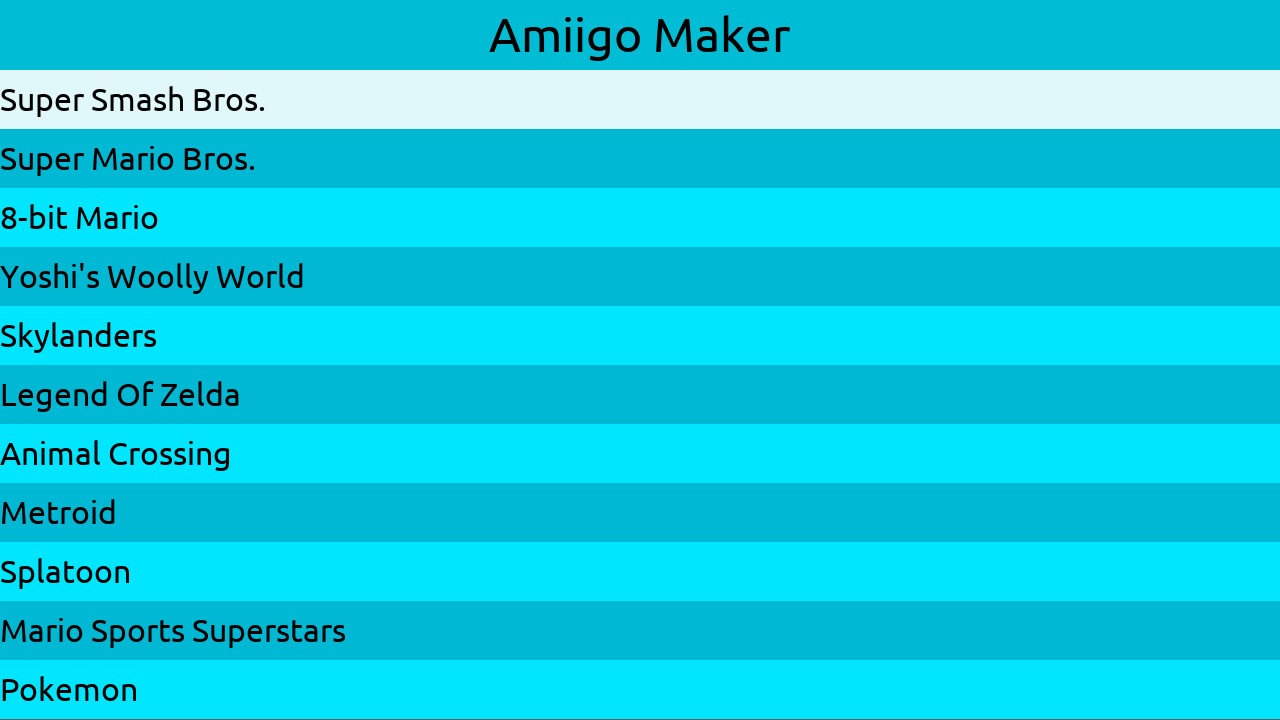 Amiigo Maker
Super Smash Bros.
Super Mario Bros.
8-bit Mario
Yoshi's Woolly World
Skylanders
Legend Of Zelda
Animal Crossing
Metroid
Splatoon
Mario Sports Superstars
Pokemon